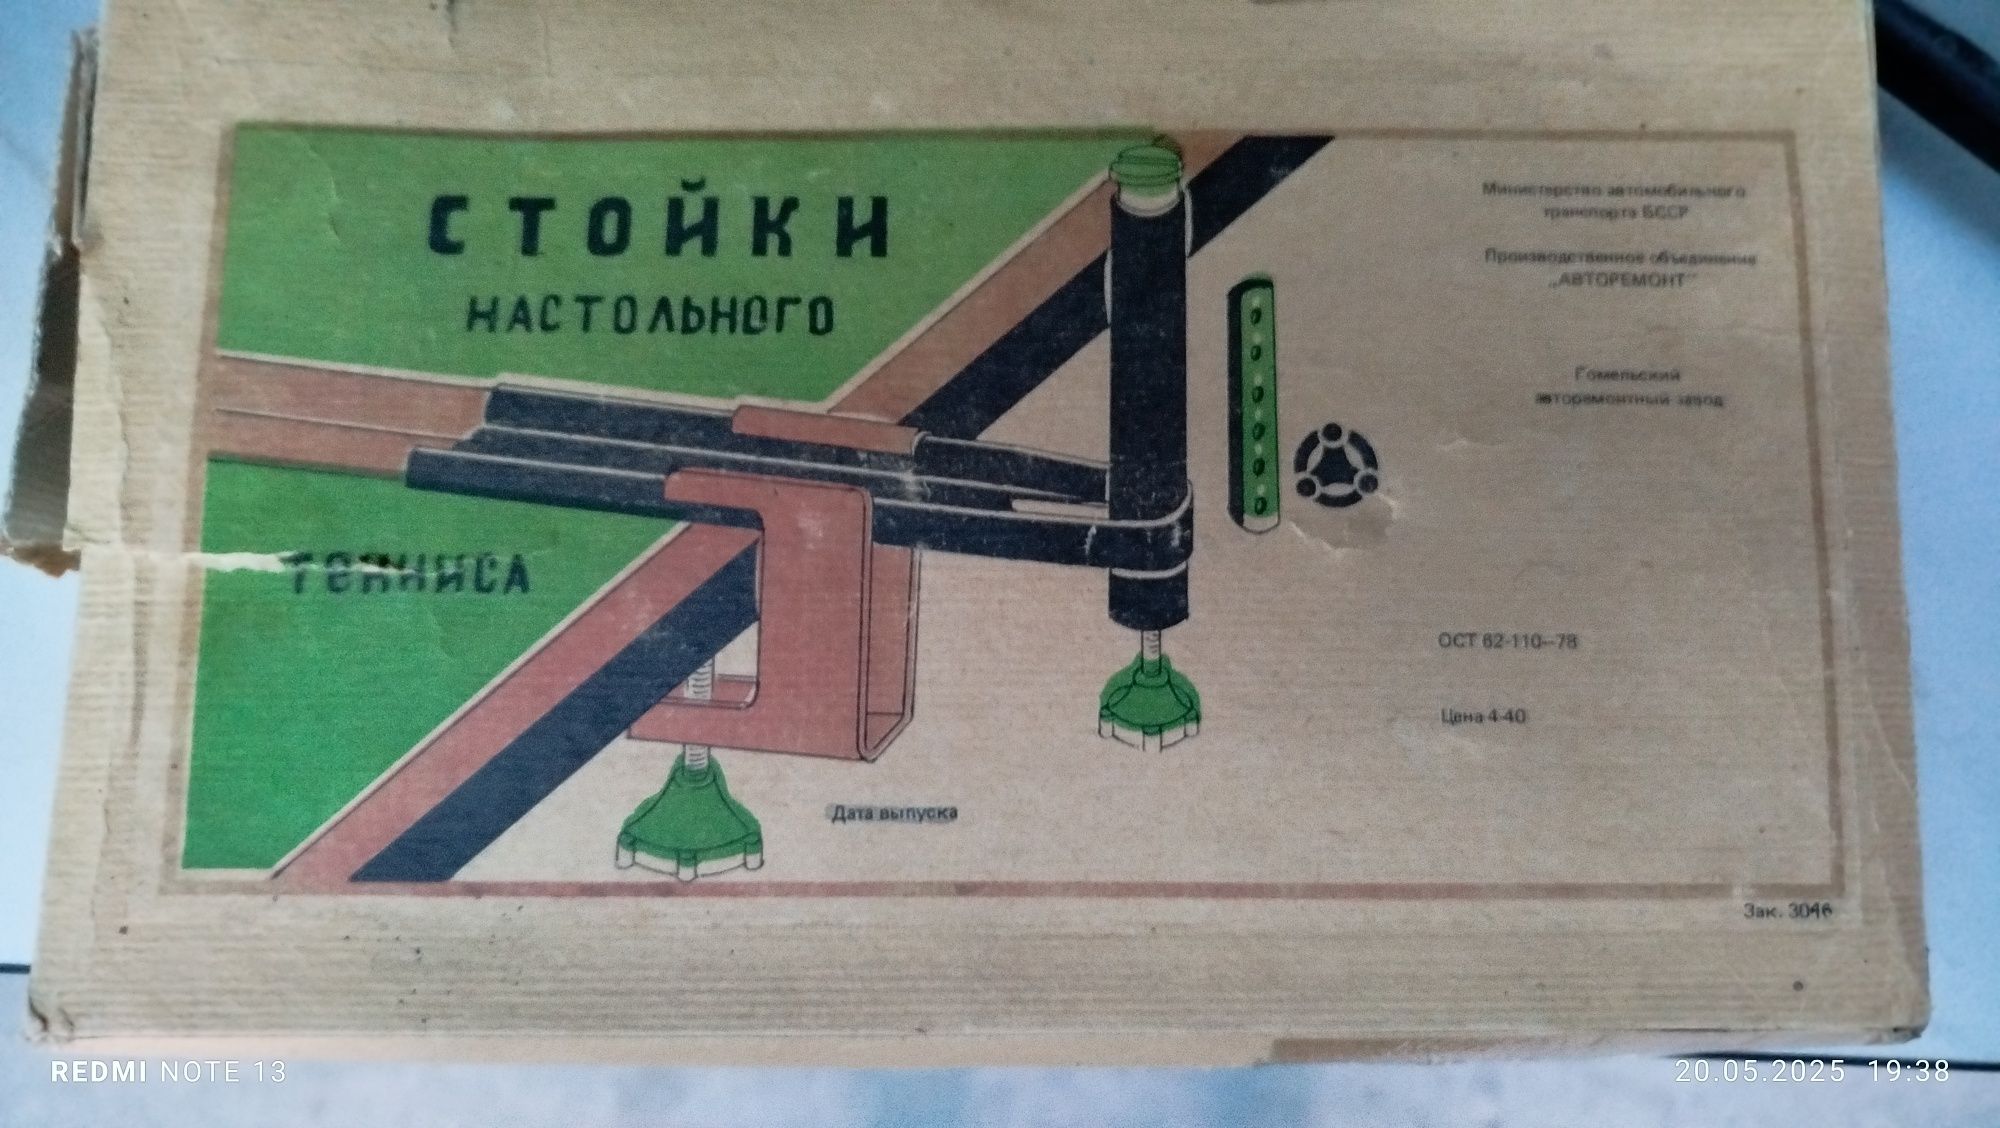 СТОЙКИ
НАСТОЛЬНОГО
ТЕННИСА
Министерство автомобильного
транспорта БССР
Производственное объединение
„АВТОРЕМОНТ"
Гомельский
авторемонтный завод
ОСТ 62-110-78
Цена 4-40
Дата выпуска
Зак. 3046
REDMI NOTE 13
20.05.2025 19:38